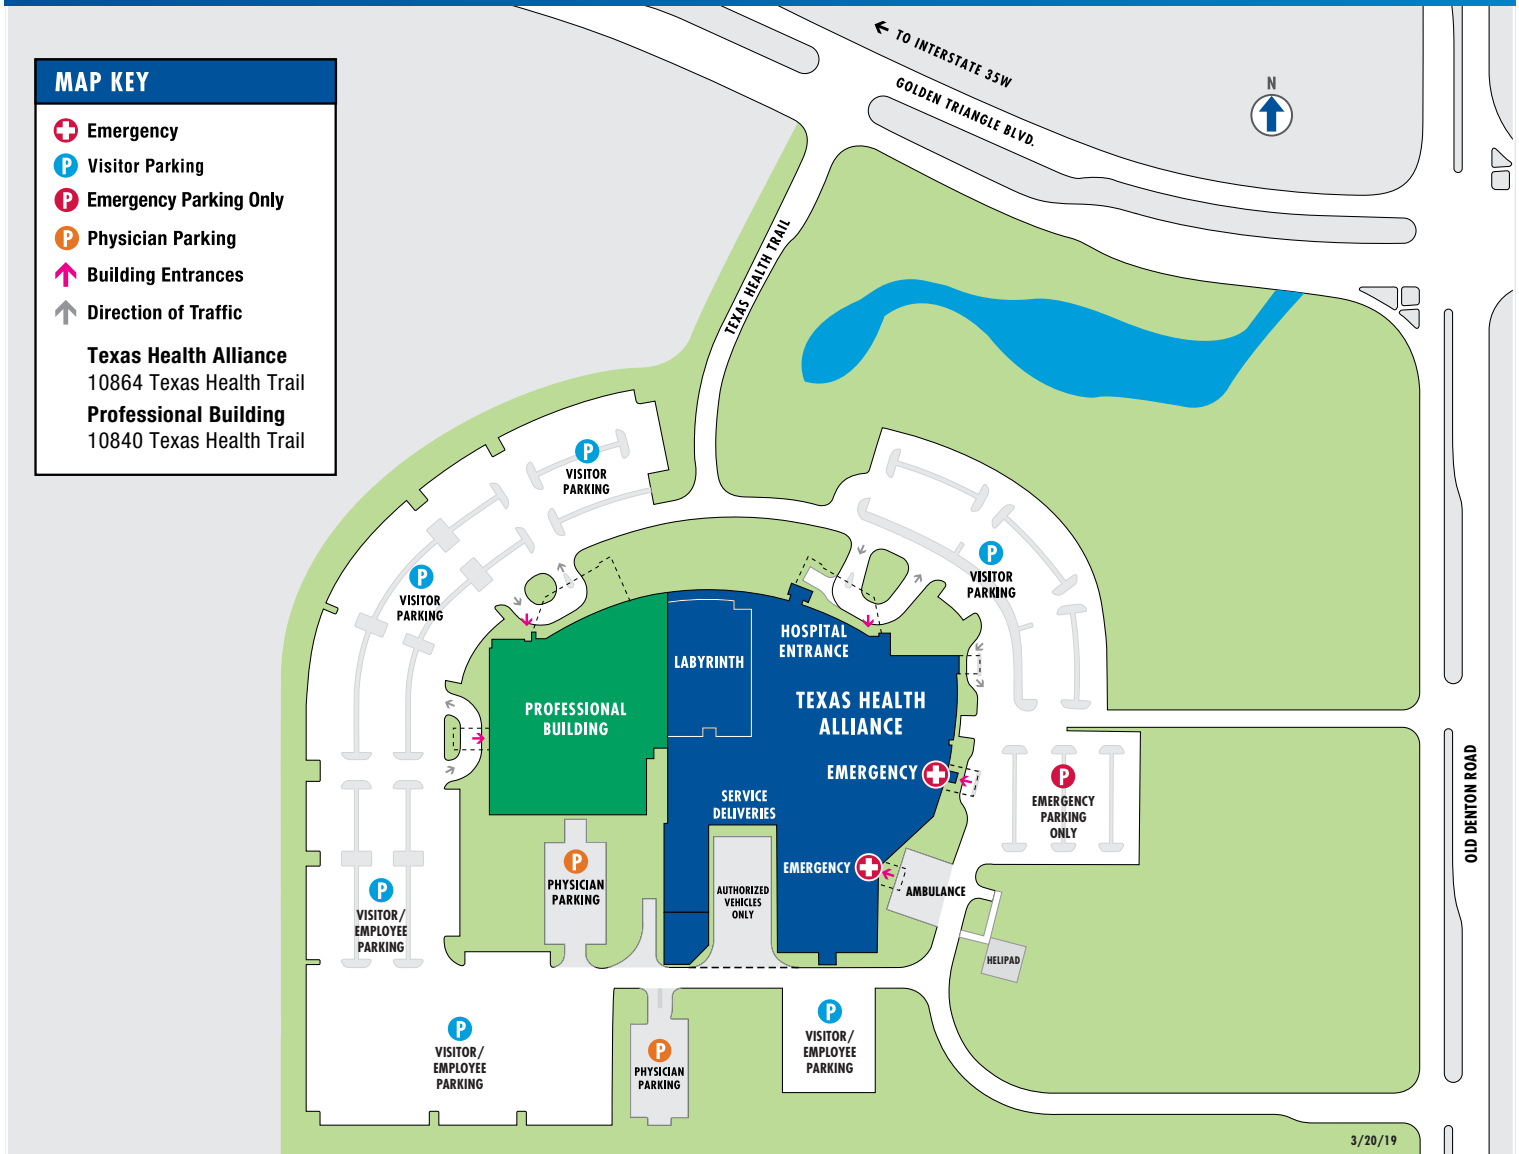 MAP KEY
Emergency
P Visitor Parking
P Emergency Parking Only
P Physician Parking
Building Entrances
Direction of Traffic
Texas Health Alliance
10864 Texas Health Trail
Professional Building
10840 Texas Health Trail
TO INTERSTATE 35W
GOLDEN TRIANGLE BLVD.
N
TEXAS HEALTH TRAIL
P
VISITOR
PARKING
P
VISITOR
PARKING
P
VISITOR
PARKING
HOSPITAL
ENTRANCE
LABYRINTH
TEXAS HEALTH
ALLIANCE
PROFESSIONAL
BUILDING
EMERGENCY
P
EMERGENCY
PARKING
ONLY
SERVICE
DELIVERIES
OLD DENTON ROAD
EMERGENCY
P
PHYSICIAN
PARKING
AUTHORIZED
VEHICLES
ONLY
AMBULANCE
P
VISITOR/
EMPLOYEE
PARKING
HELIPAD
P
VISITOR/
EMPLOYEE
PARKING
P
PHYSICIAN
PARKING
P
VISITOR/
EMPLOYEE
PARKING
3/20/19